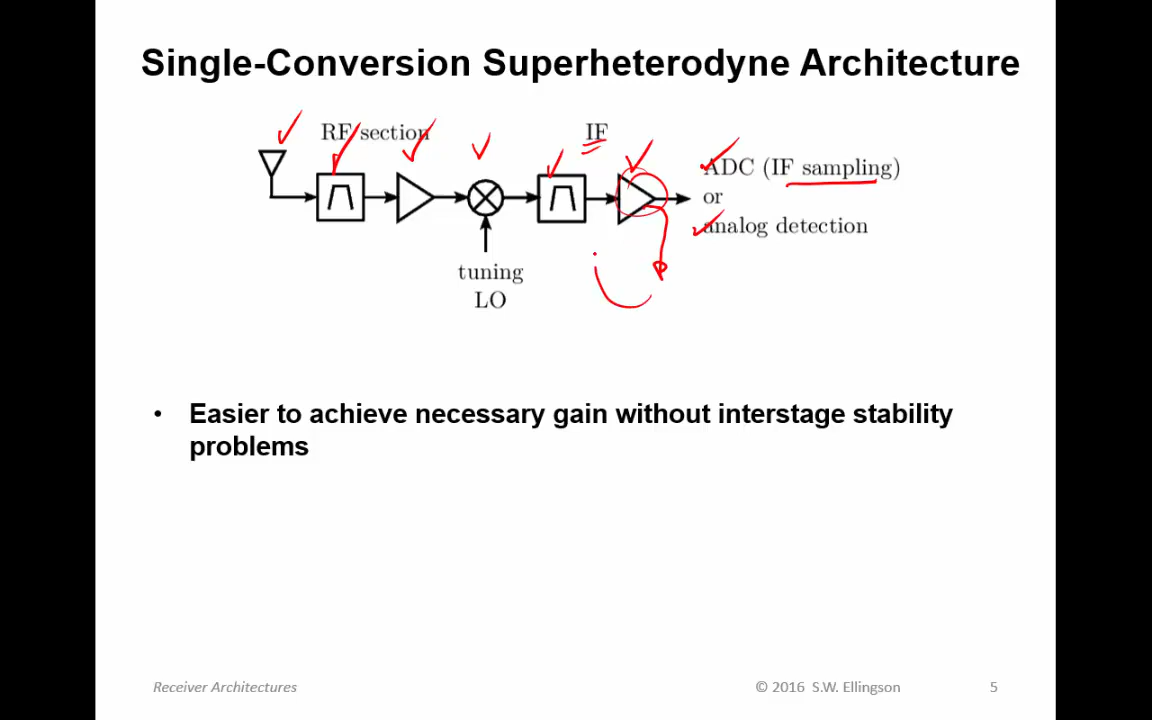 Single-Conversion Superheterodyne Architecture
RF section
IF
ADC (IF sampling)
or
analog detection
tuning
LO
• Easier to achieve necessary gain without interstage stability
problems
Receiver Architectures
© 2016 S.W. Ellingson
5